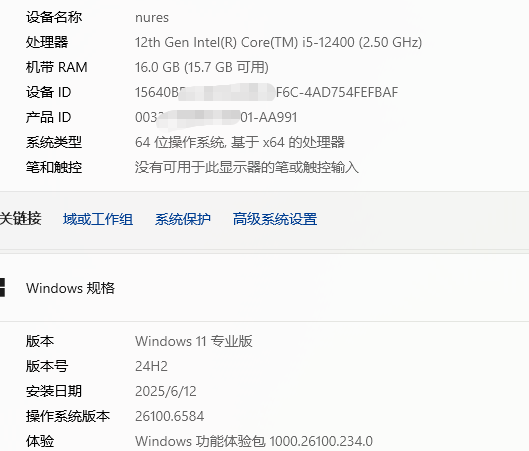 设备名称 nures
处理器 12th Gen Intel(R) Core(TM) i5-12400 (2.50 GHz)
机带 RAM 16.0 GB (15.7 GB 可用)
设备 ID 15640B F6C-4AD754FEFBAF
产品 ID 003 01-AA991
系统类型 64 位操作系统, 基于 x64 的处理器
笔和触控 没有可用于此显示器的笔或触控输入
关链接 域或工作组 系统保护 高级系统设置
Windows 规格
版本 Windows 11 专业版
版本号 24H2
安装日期 2025/6/12
操作系统版本 26100.6584
体验 Windows 功能体验包 1000.26100.234.0